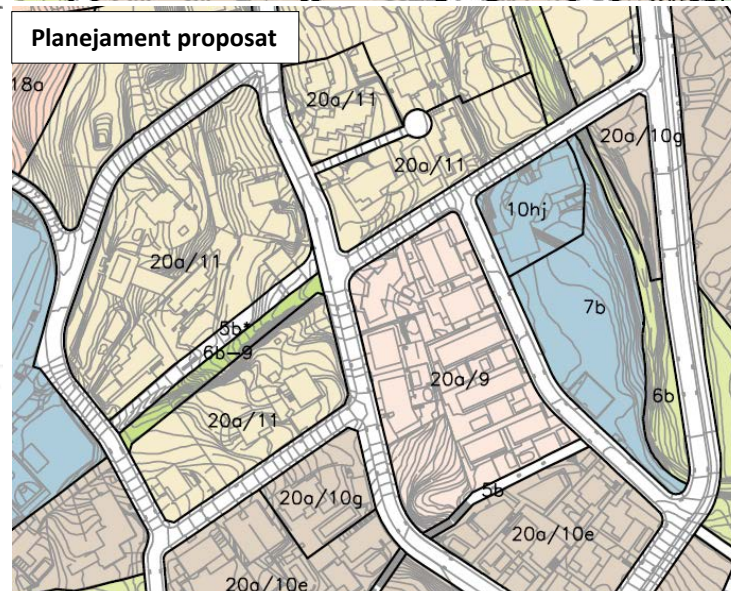 Planejament proposat
18a
20a/11
20a/10g
20a/11
10hj
20a/11
7b
5b*
6b-9
20a/9
6b
20a/11
5b
20a/10g
20a/10e
20a/10e